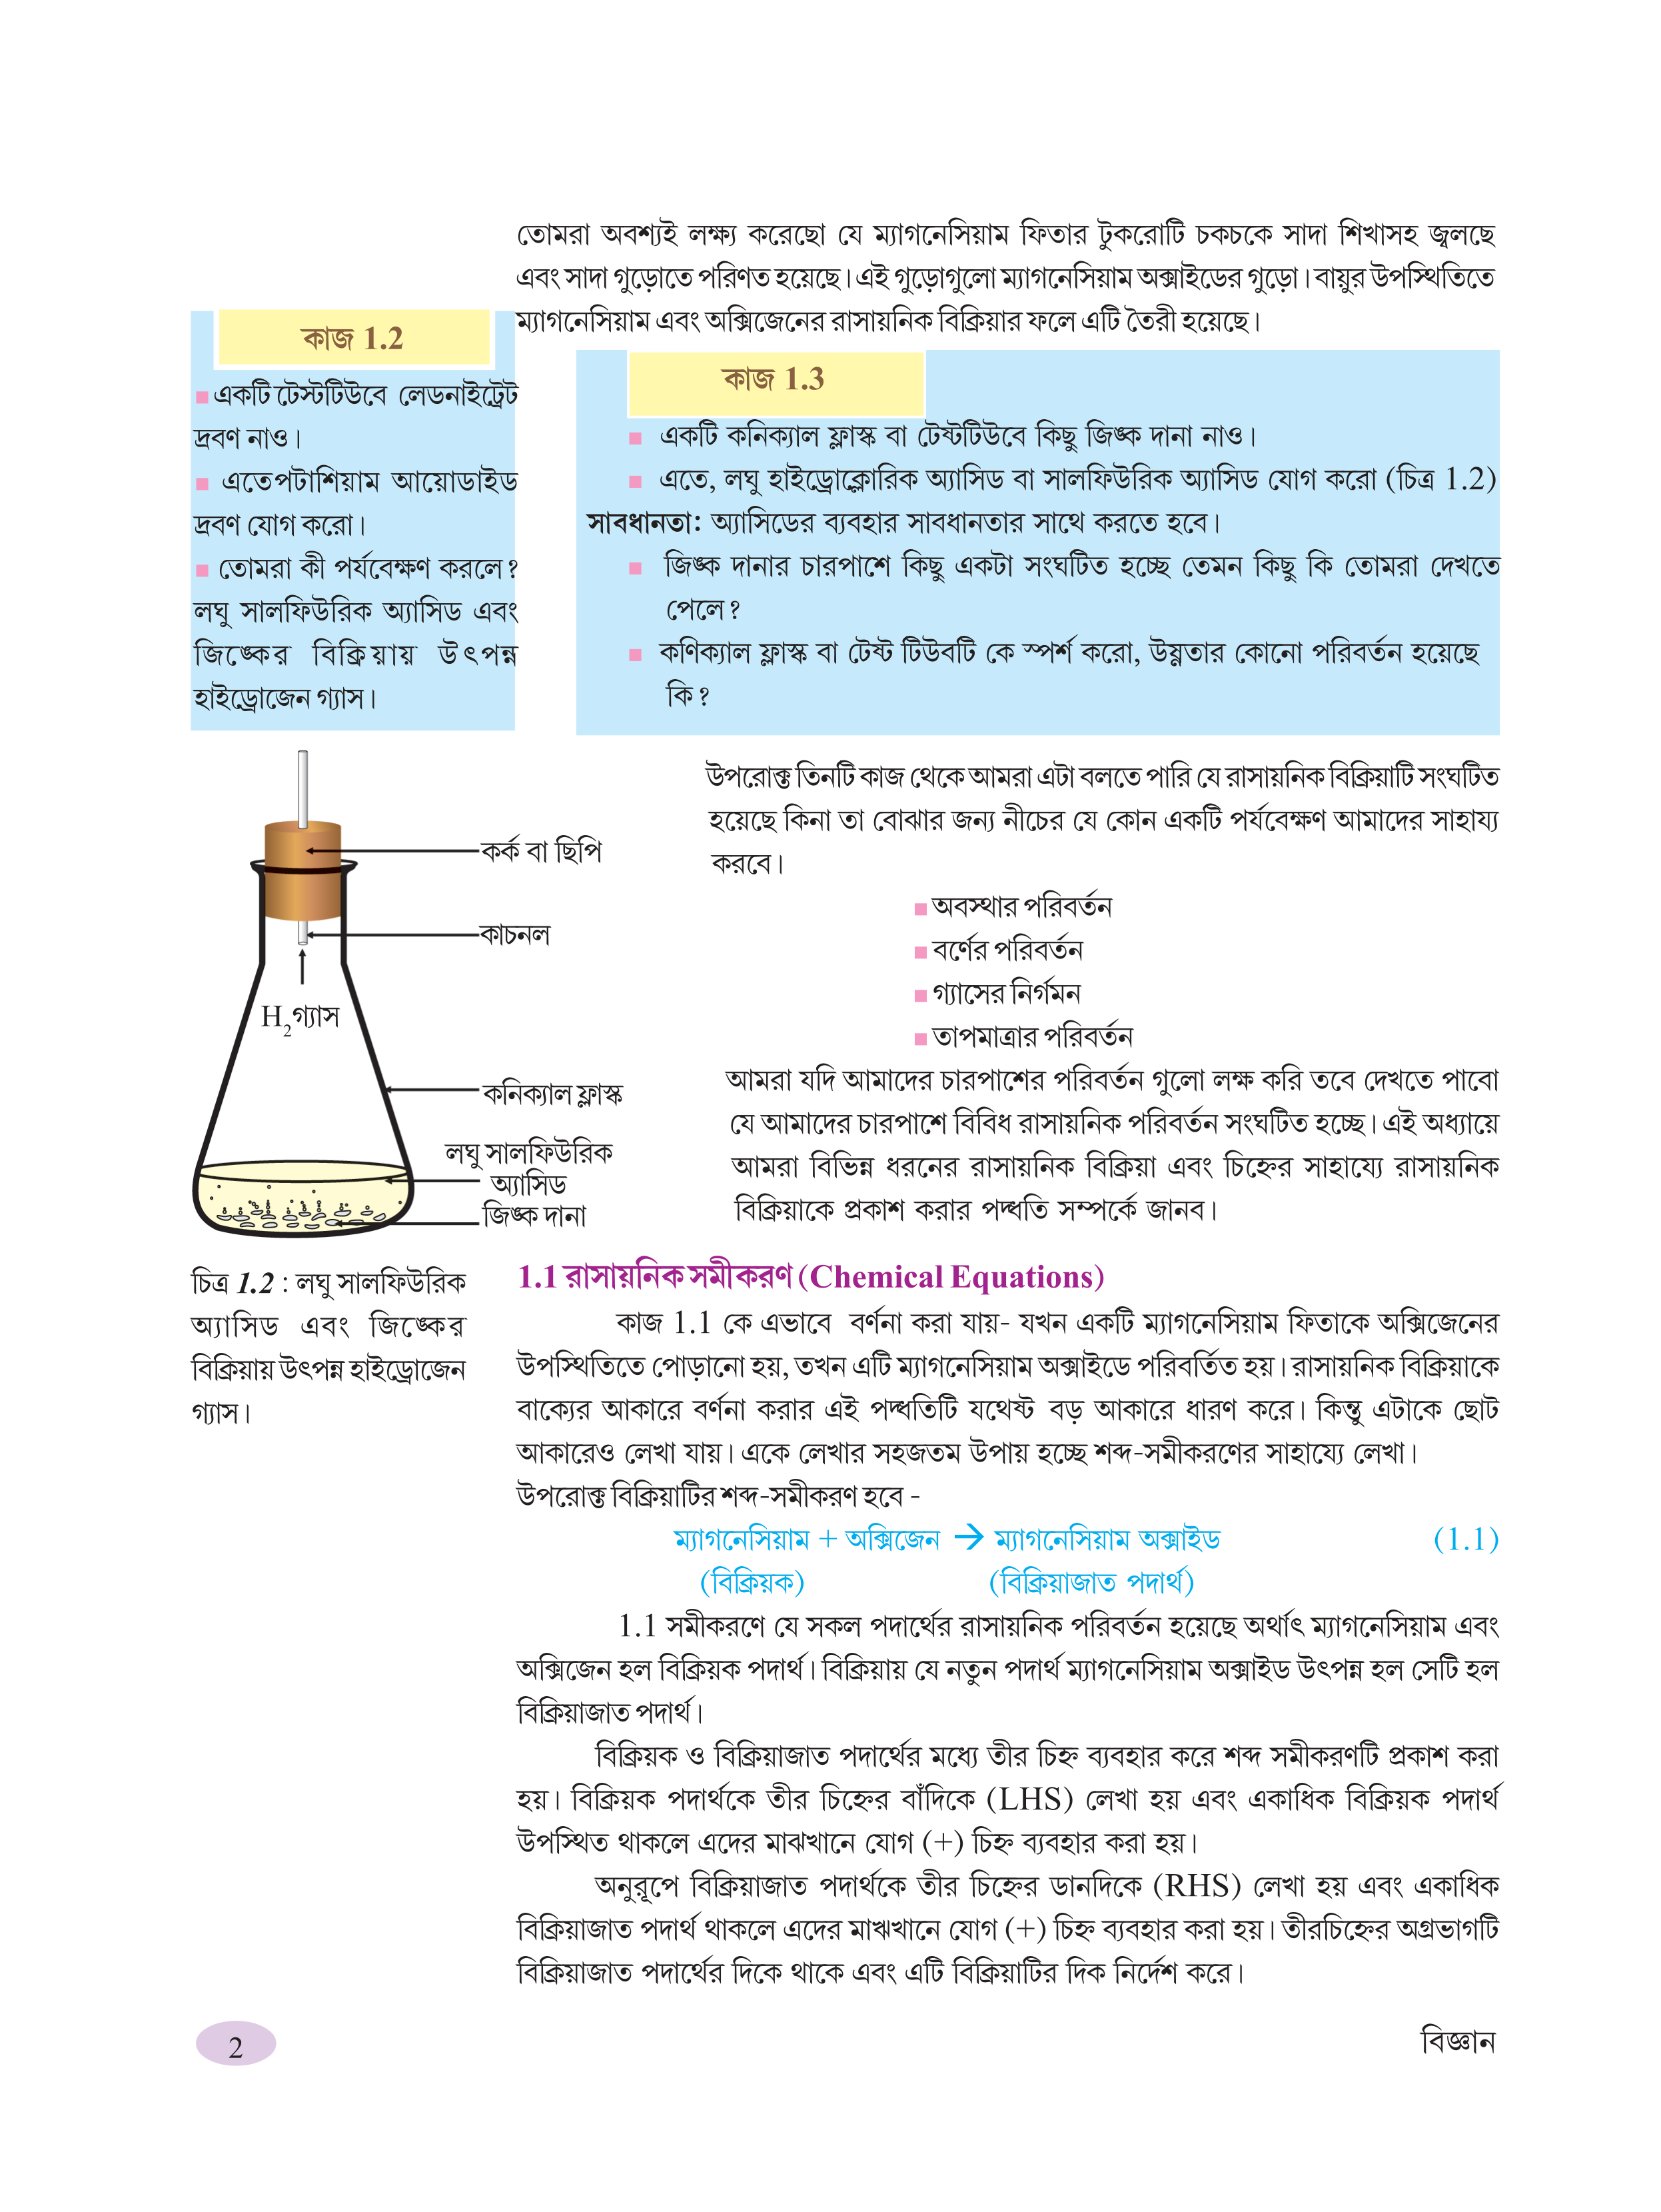 তোমরা অবশ্যই লক্ষ্য করেছো যে ম্যাগনেসিয়াম ফিতার টুকরোটি চকচকে সাদা শিখাসহ জ্বলছে
এবং সাদা গুড়োতে পরিণত হয়েছে। এই গুড়োগুলো ম্যাগনেসিয়াম অক্সাইডের গুড়ো। বায়ুর উপস্থিতিতে
ম্যাগনেসিয়াম এবং অক্সিজেনের রাসায়নিক বিক্রিয়ার ফলে এটি তৈরী হয়েছে।
কাজ 1.2
একটি টেস্টটিউবে লেডনাইট্রেট
দ্রবণ নাও।
এতেপটাশিয়াম আয়োডাইড
দ্রবণ যোগ করো।
তোমরা কী পর্যবেক্ষণ করলে?
লঘু সালফিউরিক অ্যাসিড এবং
জিঙ্কের বিক্রিয়ায় উৎপন্ন
হাইড্রোজেন গ্যাস।
কাজ 1.3
একটি কনিক্যাল ফ্লাস্ক বা টেষ্টটিউবে কিছু জিঙ্ক দানা নাও।
এতে, লঘু হাইড্রোক্লোরিক অ্যাসিড বা সালফিউরিক অ্যাসিড যোগ করো (চিত্র 1.2)
সাবধানতা: অ্যাসিডের ব্যবহার সাবধানতার সাথে করতে হবে।
জিঙ্ক দানার চারপাশে কিছু একটা সংঘটিত হচ্ছে তেমন কিছু কি তোমরা দেখতে
পেলে?
কণিক্যাল ফ্লাস্ক বা টেষ্ট টিউবটি কে স্পর্শ করো, উষ্ণতার কোনো পরিবর্তন হয়েছে
কি?
কর্ক বা ছিপি
কাচনল
H₂গ্যাস
কনিক্যাল ফ্লাস্ক
লঘু সালফিউরিক
অ্যাসিড
জিঙ্ক দানা
চিত্র 1.2 : লঘু সালফিউরিক
অ্যাসিড এবং জিঙ্কের
বিক্রিয়ায় উৎপন্ন হাইড্রোজেন
গ্যাস।
উপরোক্ত তিনটি কাজ থেকে আমরা এটা বলতে পারি যে রাসায়নিক বিক্রিয়াটি সংঘটিত
হয়েছে কিনা তা বোঝার জন্য নীচের যে কোন একটি পর্যবেক্ষণ আমাদের সাহায্য
করবে।
অবস্থার পরিবর্তন
বর্ণের পরিবর্তন
গ্যাসের নির্গমন
তাপমাত্রার পরিবর্তন
আমরা যদি আমাদের চারপাশের পরিবর্তন গুলো লক্ষ করি তবে দেখতে পাবো
যে আমাদের চারপাশে বিবিধ রাসায়নিক পরিবর্তন সংঘটিত হচ্ছে। এই অধ্যায়ে
আমরা বিভিন্ন ধরনের রাসায়নিক বিক্রিয়া এবং চিহ্নের সাহায্যে রাসায়নিক
বিক্রিয়াকে প্রকাশ করার পদ্ধতি সম্পর্কে জানব।
1.1 রাসায়নিক সমীকরণ (Chemical Equations)
কাজ 1.1 কে এভাবে বর্ণনা করা যায়- যখন একটি ম্যাগনেসিয়াম ফিতাকে অক্সিজেনের
উপস্থিতিতে পোড়ানো হয়, তখন এটি ম্যাগনেসিয়াম অক্সাইডে পরিবর্তিত হয়। রাসায়নিক বিক্রিয়াকে
বাক্যের আকারে বর্ণনা করার এই পদ্ধতিটি যথেষ্ট বড় আকারে ধারণ করে। কিন্তু এটাকে ছোট
আকারেও লেখা যায়। একে লেখার সহজতম উপায় হচ্ছে শব্দ-সমীকরণের সাহায্যে লেখা।
উপরোক্ত বিক্রিয়াটির শব্দ-সমীকরণ হবে -
ম্যাগনেসিয়াম + অক্সিজেন → ম্যাগনেসিয়াম অক্সাইড (1.1)
(বিক্রিয়ক) (বিক্রিয়াজাত পদার্থ)
1.1 সমীকরণে যে সকল পদার্থের রাসায়নিক পরিবর্তন হয়েছে অর্থাৎ ম্যাগনেসিয়াম এবং
অক্সিজেন হল বিক্রিয়ক পদার্থ। বিক্রিয়ায় যে নতুন পদার্থ ম্যাগনেসিয়াম অক্সাইড উৎপন্ন হল সেটি হল
বিক্রিয়াজাত পদার্থ।
বিক্রিয়ক ও বিক্রিয়াজাত পদার্থের মধ্যে তীর চিহ্ন ব্যবহার করে শব্দ সমীকরণটি প্রকাশ করা
হয়। বিক্রিয়ক পদার্থকে তীর চিহ্নের বাঁদিকে (LHS) লেখা হয় এবং একাধিক বিক্রিয়ক পদার্থ
উপস্থিত থাকলে এদের মাঝখানে যোগ (+) চিহ্ন ব্যবহার করা হয়।
অনুরূপে বিক্রিয়াজাত পদার্থকে তীর চিহ্নের ডানদিকে (RHS) লেখা হয় এবং একাধিক
বিক্রিয়াজাত পদার্থ থাকলে এদের মাঋখানে যোগ (+) চিহ্ন ব্যবহার করা হয়। তীরচিহ্নের অগ্রভাগটি
বিক্রিয়াজাত পদার্থের দিকে থাকে এবং এটি বিক্রিয়াটির দিক নির্দেশ করে।
2
বিজ্ঞান